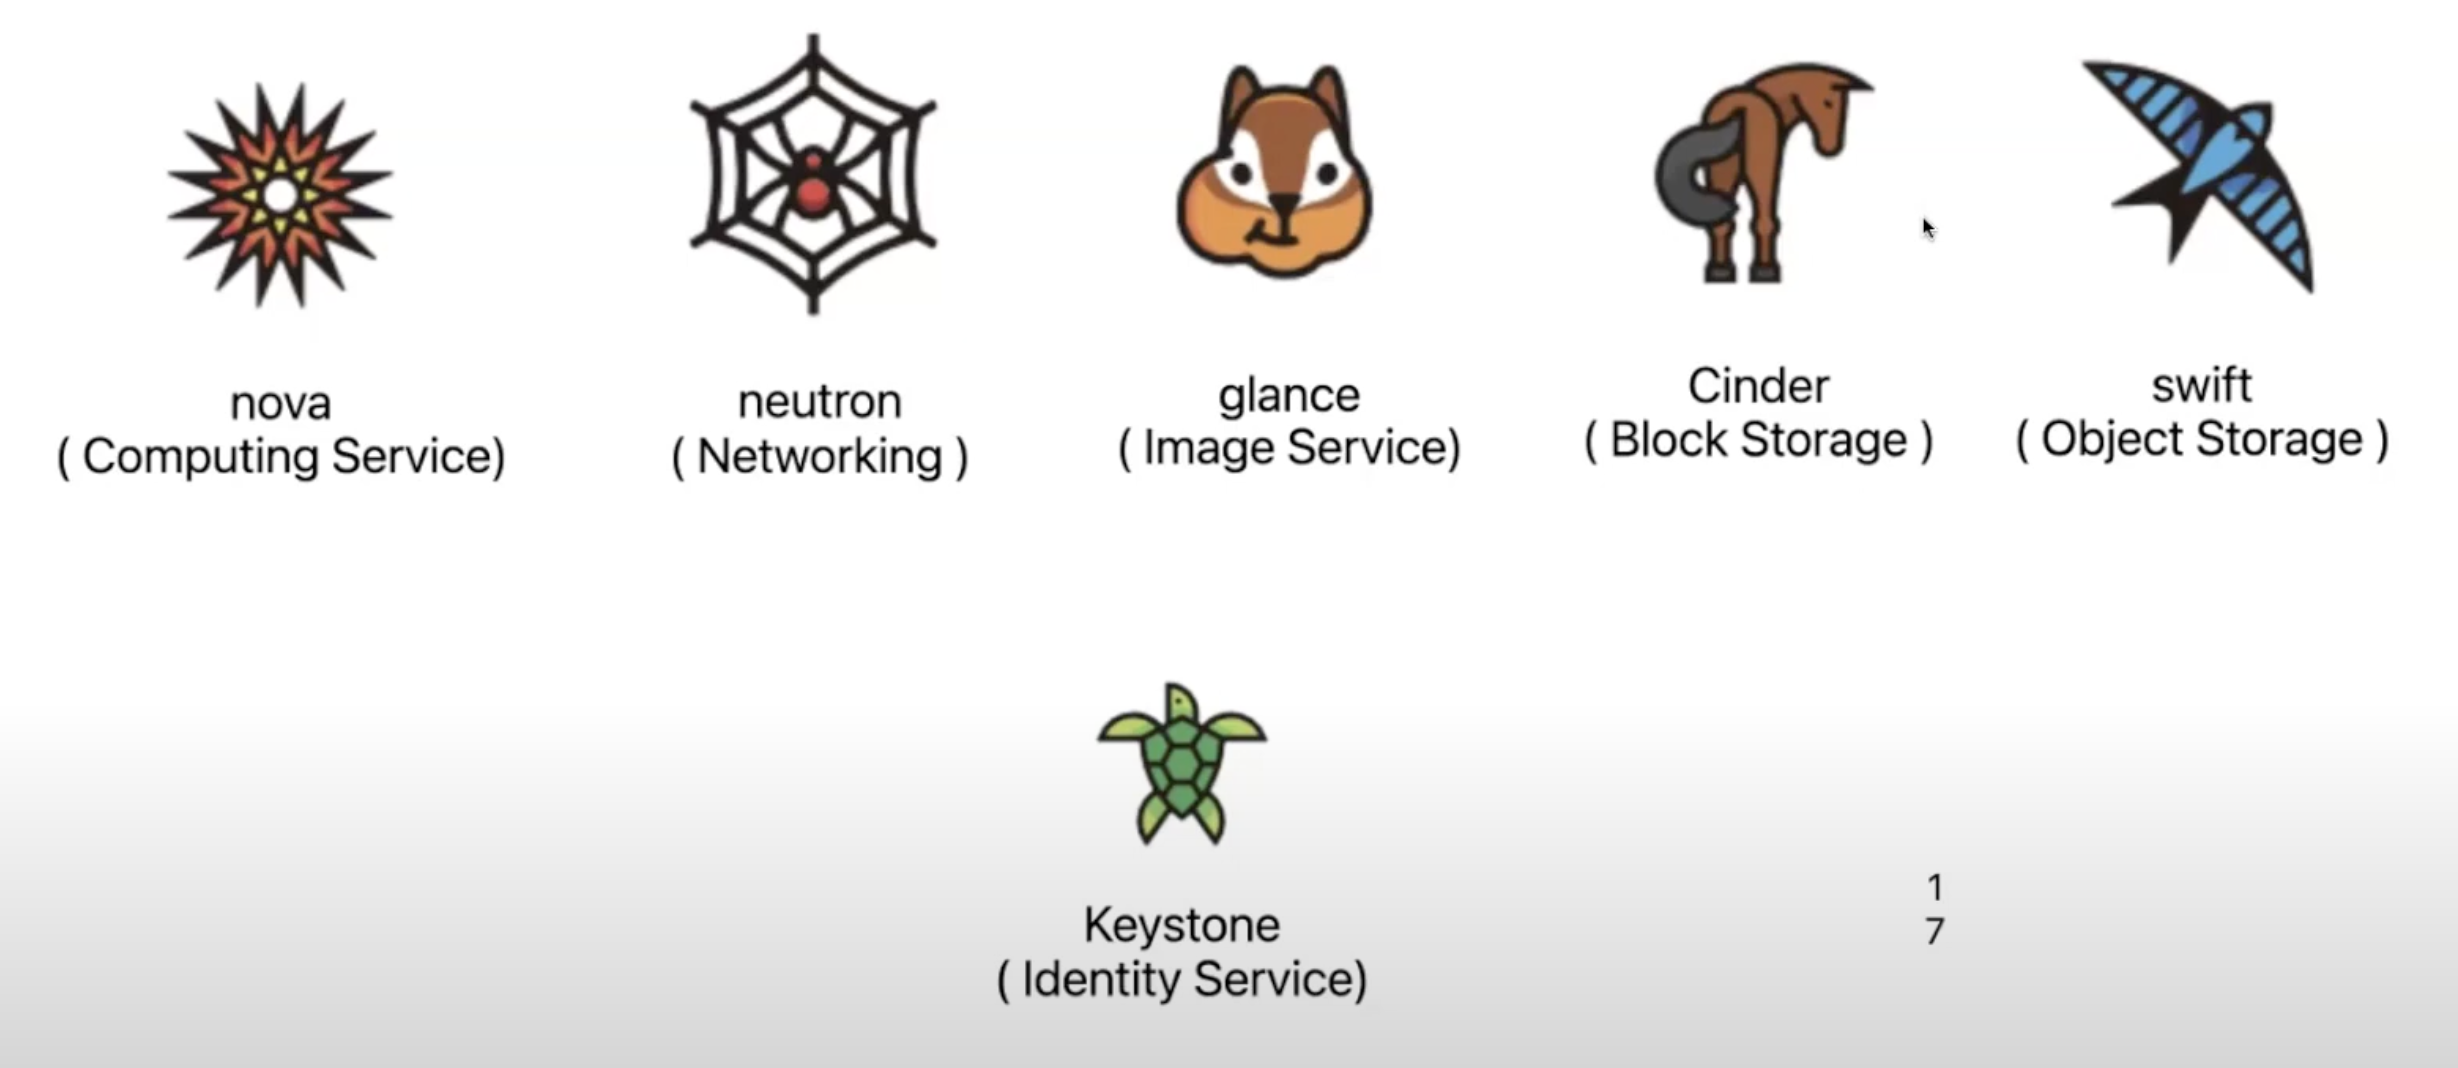 nova
( Computing Service)
neutron
( Networking )
glance
( Image Service)
Cinder
( Block Storage )
swift
( Object Storage )
Keystone
( Identity Service)
1
7